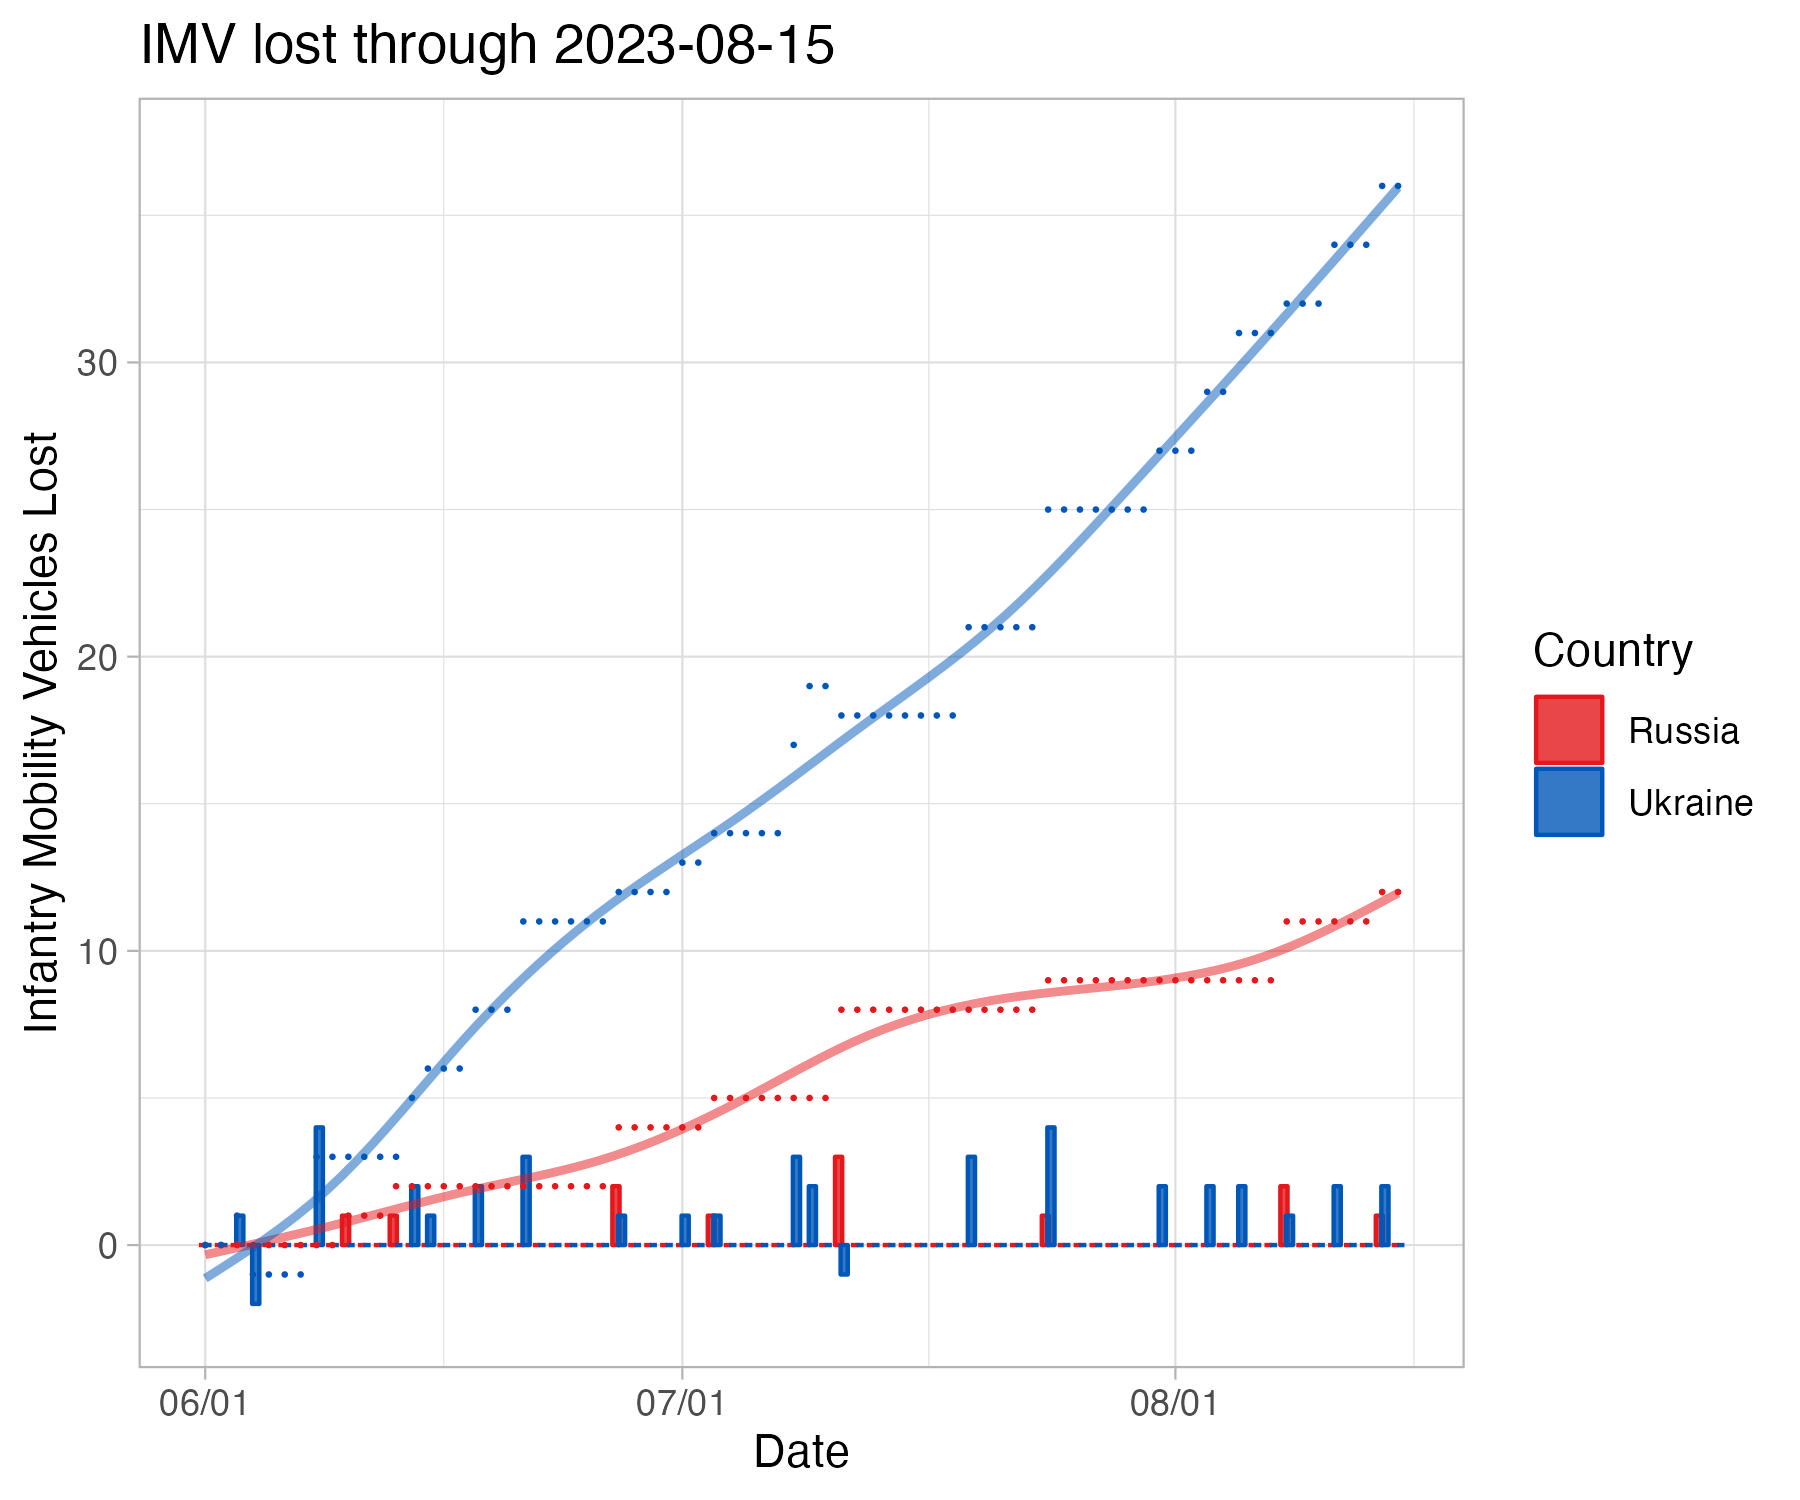 IMV lost through 2023-08-15
Infantry Mobility Vehicles Lost
30
20
10
0
06/01
07/01
08/01
Date
Country
Russia
Ukraine